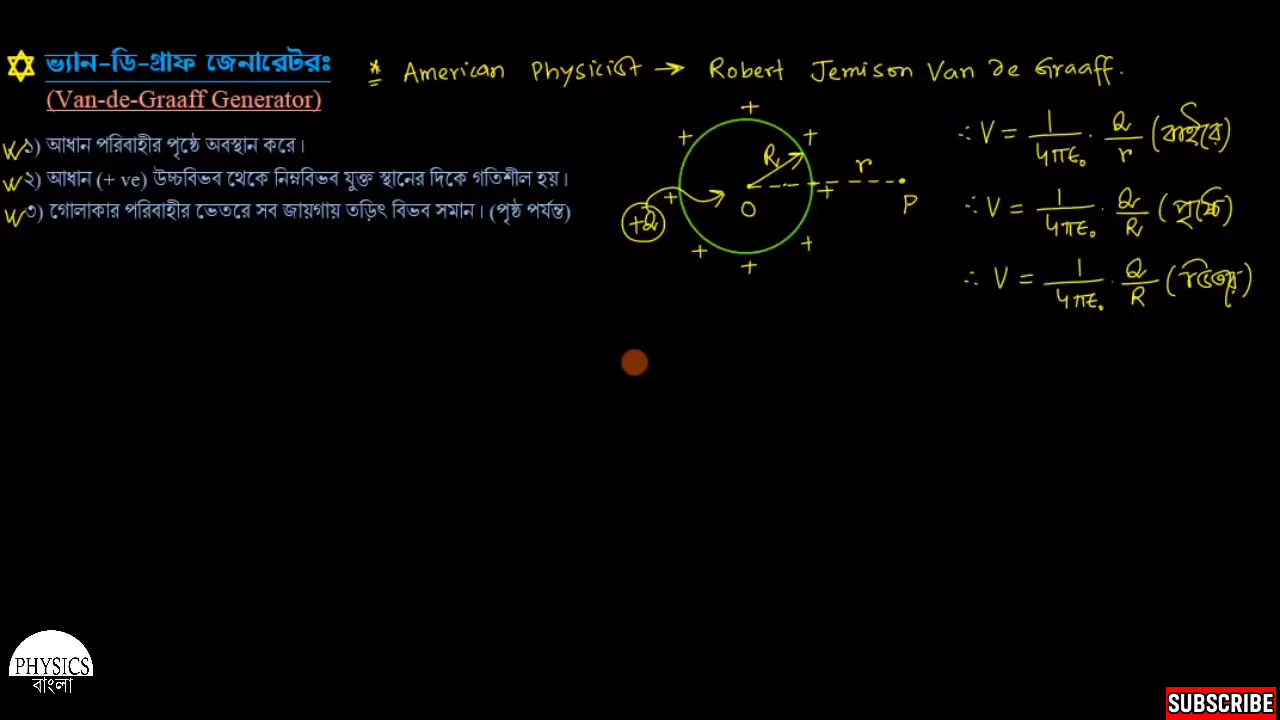 ভ্যান-ডি-গ্রাফ জেনারেটরঃ
(Van-de-Graaff Generator)
* American Physicist → Robert Jemison Van de Graaff.
১) আধান পরিবাহীর পৃষ্ঠে অবস্থান করে।
২) আধান (+ ve) উচ্চবিভব থেকে নিম্নবিভব যুক্ত স্থানের দিকে গতিশীল হয়।
৩) গোলাকার পরিবাহীর ভেতরে সব জায়গায় তড়িৎ বিভব সমান। (পৃষ্ঠ পর্যন্ত)
+ + + + + + + +
R
r
O
P
+Q
∴ V = 1/4πε₀ · Q/r (বাইরে)
∴ V = 1/4πε₀ · Q/R (পৃষ্ঠে)
∴ V = 1/4πε₀ · Q/R
PHYSICS
বাংলা
SUBSCRIBE